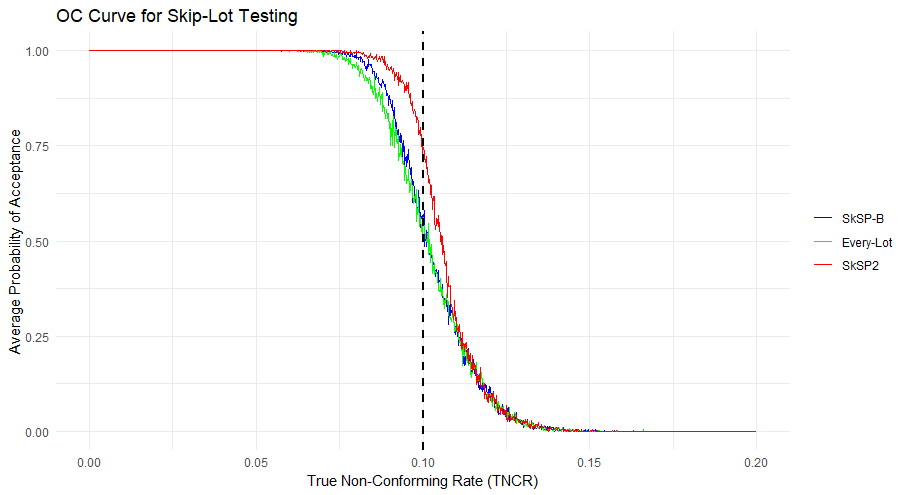 OC Curve for Skip-Lot Testing
Average Probability of Acceptance
1.00
0.75
0.50
0.25
0.00
0.00
0.05
0.10
0.15
0.20
True Non-Conforming Rate (TNCR)
SkSP-B
Every-Lot
SkSP2